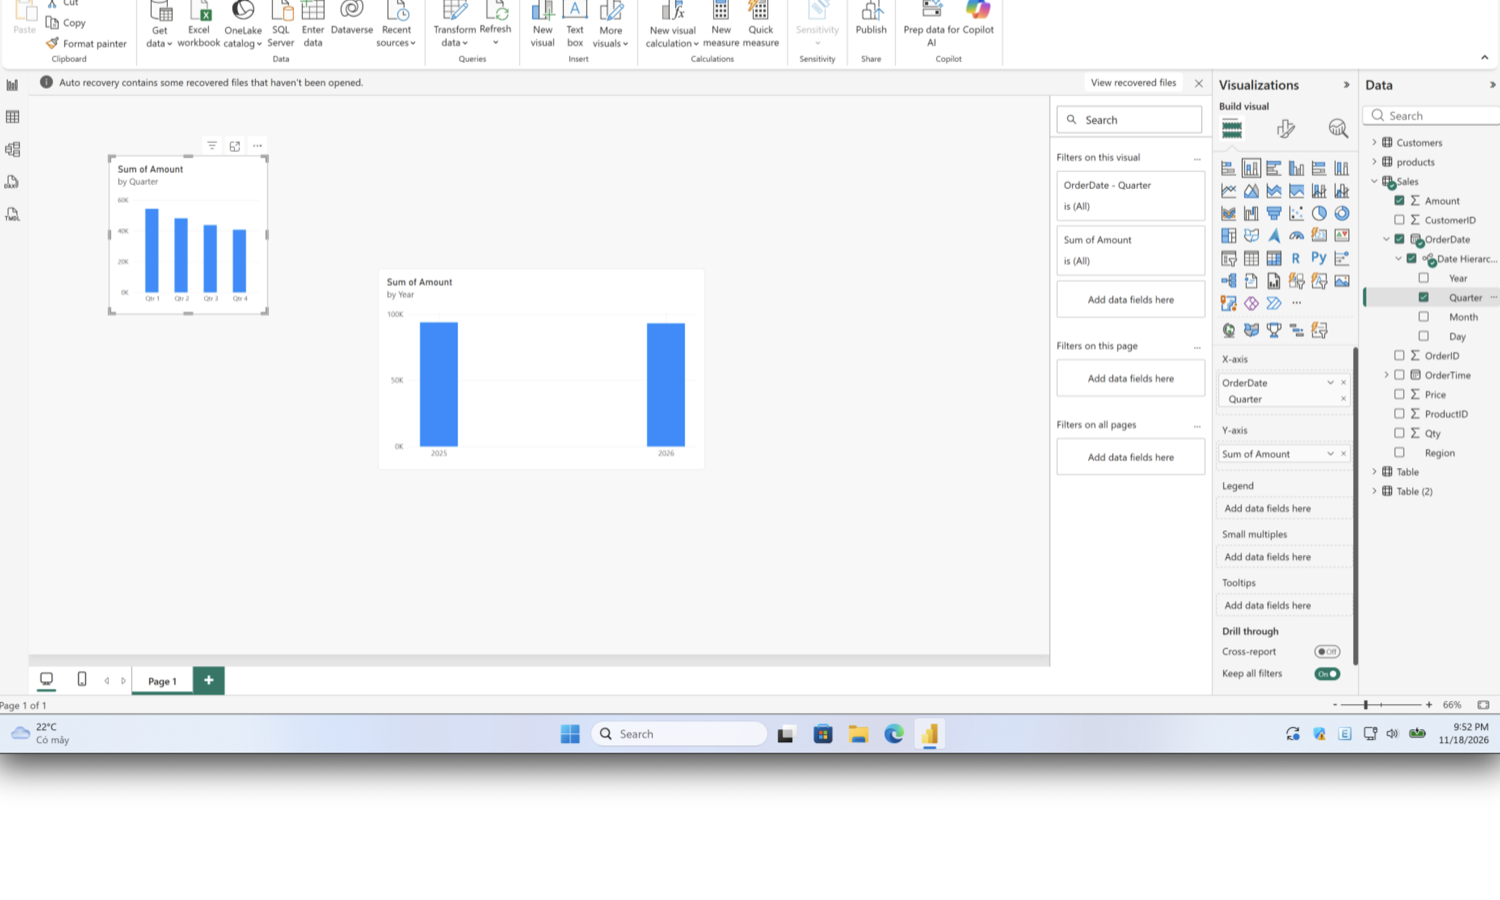 Cut
Paste
Copy
Format painter
Clipboard
Get data
Excel workbook
OneLake catalog
SQL Server
Enter data
Dataverse
Recent sources
Data
Transform data
Refresh
Queries
New visual
Text box
More visuals
Insert
New visual calculation
New measure
Quick measure
Calculations
Sensitivity
Sensitivity
Publish
Share
Prep data for AI
Copilot
Copilot
Auto recovery contains some recovered files that haven't been opened.
View recovered files
Sum of Amount
by Quarter
60K
40K
20K
0K
Qtr 1 Qtr 2 Qtr 3 Qtr 4
Sum of Amount
by Year
100K
50K
0K
2025 2026
Search
Filters on this visual
OrderDate - Quarter
is (All)
Sum of Amount
is (All)
Add data fields here
Filters on this page
Add data fields here
Filters on all pages
Add data fields here
Visualizations
Build visual
R Py
X-axis
OrderDate
Quarter
Y-axis
Sum of Amount
Legend
Add data fields here
Small multiples
Add data fields here
Tooltips
Add data fields here
Drill through
Cross-report
Off
Keep all filters
On
Data
Search
Customers
products
Sales
Amount
CustomerID
OrderDate
Date Hierarc...
Year
Quarter
Month
Day
OrderID
OrderTime
Price
ProductID
Qty
Region
Table
Table (2)
Page 1
Page 1 of 1
66%
22°C
Có mây
Search
9:52 PM
11/18/2026